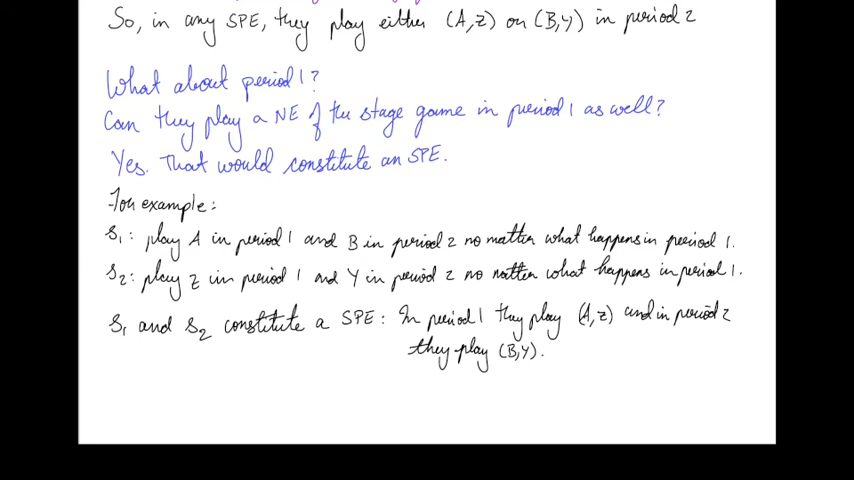 So, in any SPE, they play either (A,Z) or (B,Y) in period 2
What about period 1?
Can they play a NE of the stage game in period 1 as well?
Yes. That would constitute an SPE.
For example:
S1: play A in period 1 and B in period 2 no matter what happens in period 1.
S2: play Z in period 1 and Y in period 2 no matter what happens in period 1.
S1 and S2 constitute a SPE: In period 1 they play (A,Z) and in period 2
they play (B,Y).